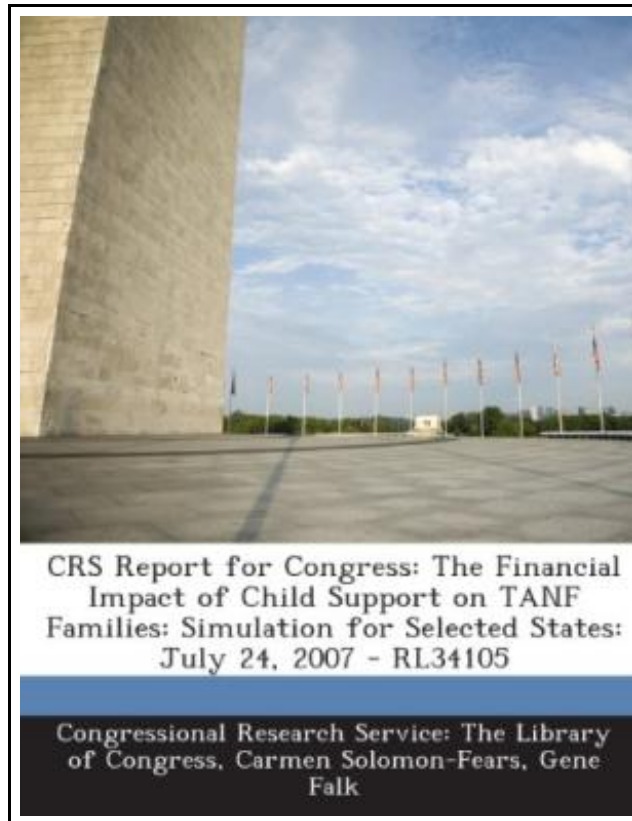 CRS Report for Congress: The Financial
Impact of Child Support on TANF
Families: Simulation for Selected States:
July 24, 2007 - RL34105
Congressional Research Service: The Library
of Congress, Carmen Solomon-Fears, Gene
Falk